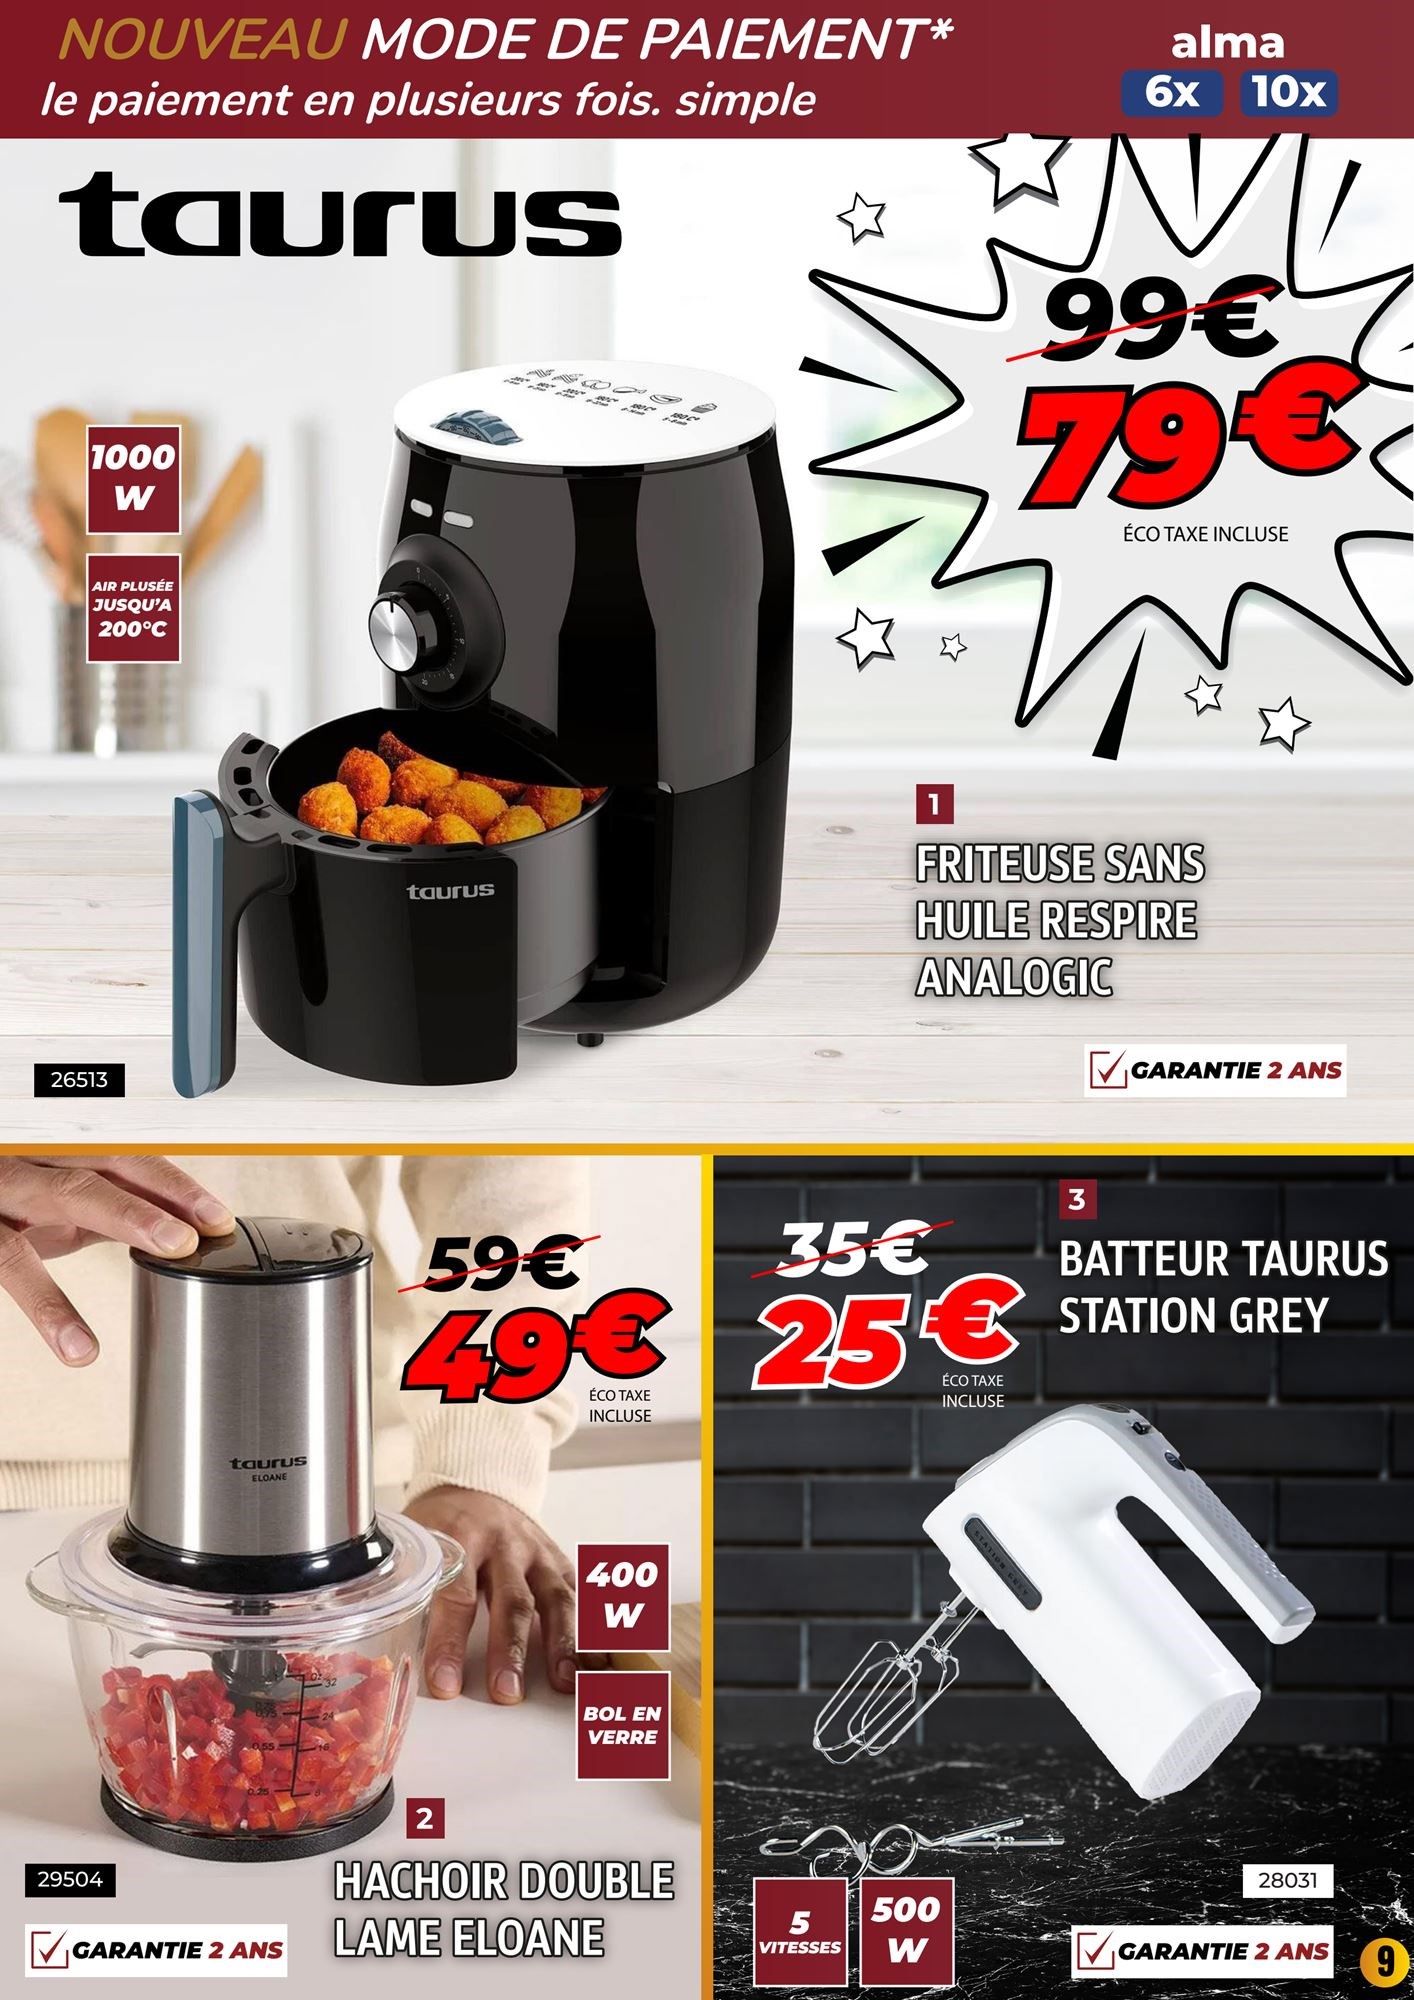 NOUVEAU MODE DE PAIEMENT*
le paiement en plusieurs fois. simple
alma
6x 10x
taurus
99€
79€
ÉCO TAXE INCLUSE
1000
W
AIR PLUSÉE
JUSQU'A
200°C
taurus
1
FRITEUSE SANS
HUILE RESPIRE
ANALOGIC
26513
GARANTIE 2 ANS
59€
49€
ÉCO TAXE
INCLUSE
taurus
ELOANE
400
W
BOL EN
VERRE
2
HACHOIR DOUBLE
LAME ELOANE
29504
GARANTIE 2 ANS
3
BATTEUR TAURUS
STATION GREY
35€
25€
ÉCO TAXE
INCLUSE
STATION GREY
5
VITESSES
500
W
28031
GARANTIE 2 ANS
9